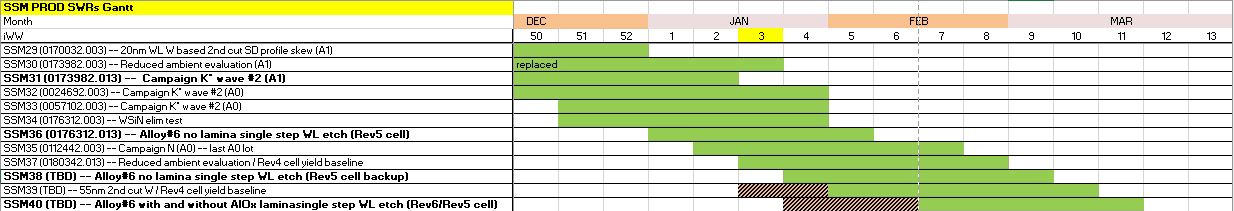 SSM PROD SWRs Gantt
Month DEC JAN FEB MAR
iWW 50 51 52 1 2 3 4 5 6 7 8 9 10 11 12 13
SSM29 (0170032.003) -- 20nm WL W based 2nd cut SD profile skew (A1)
SSM30 (0173982.003) -- Reduced ambient evaluation (A1) replaced
SSM31 (0173982.013) -- Campaign K" wave #2 (A1)
SSM32 (0024692.003) -- Campaign K" wave #2 (A0)
SSM33 (0057102.003) -- Campaign K" wave #2 (A0)
SSM34 (0176312.003) -- WSiN elim test
SSM36 (0176312.013) -- Alloy#6 no lamina single step WL etch (Rev5 cell)
SSM35 (0112442.003) -- Campaign N (A0) -- last A0 lot
SSM37 (0180342.013) -- Reduced ambient evaluation / Rev4 cell yield baseline
SSM38 (TBD) -- Alloy#6 no lamina single step WL etch (Rev5 cell backup)
SSM39 (TBD) -- 55nm 2nd cut W / Rev4 cell yield baseline
SSM40 (TBD) -- Alloy#6 with and without AlOx laminasingle step WL etch (Rev6/Rev5 cell)